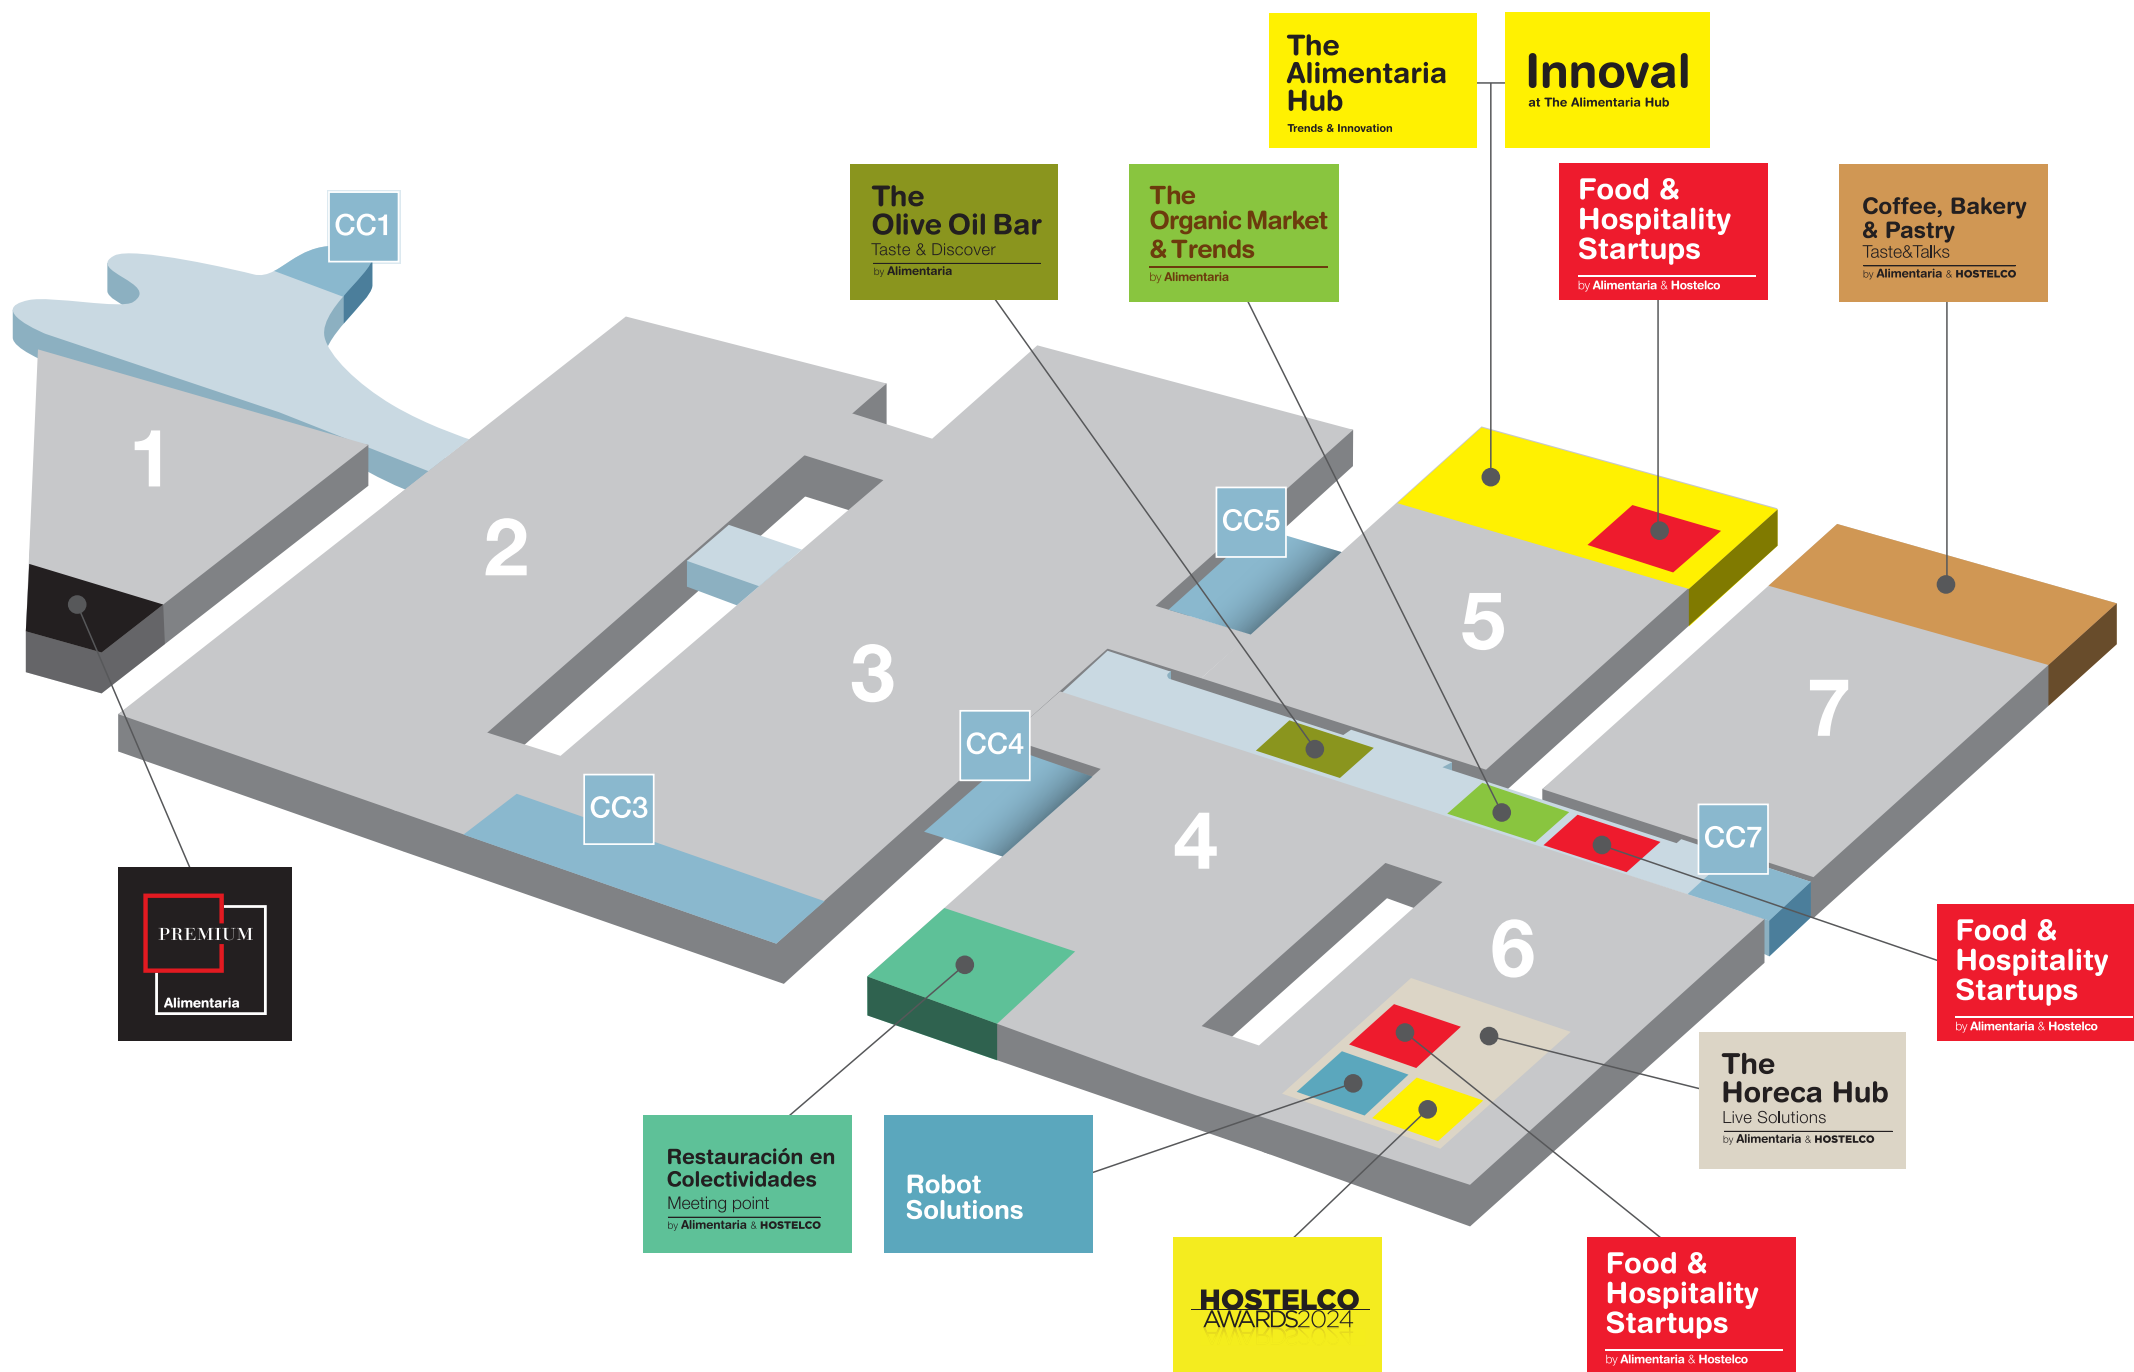 The
Alimentaria
Hub
Trends & Innovation
Innoval
at The Alimentaria Hub
The
Olive Oil Bar
Taste & Discover
by Alimentaria
The
Organic Market
& Trends
by Alimentaria
Food &
Hospitality
Startups
by Alimentaria & Hostelco
Coffee, Bakery
& Pastry
Taste&Talks
by Alimentaria & HOSTELCO
CC1
1
2
CC5
5
3
7
CC4
CC3
4
CC7
6
PREMIUM
Alimentaria
Food &
Hospitality
Startups
by Alimentaria & Hostelco
The
Horeca Hub
Live Solutions
by Alimentaria & HOSTELCO
Restauración en
Colectividades
Meeting point
by Alimentaria & HOSTELCO
Robot
Solutions
HOSTELCO
AWARDS2024
Food &
Hospitality
Startups
by Alimentaria & Hostelco